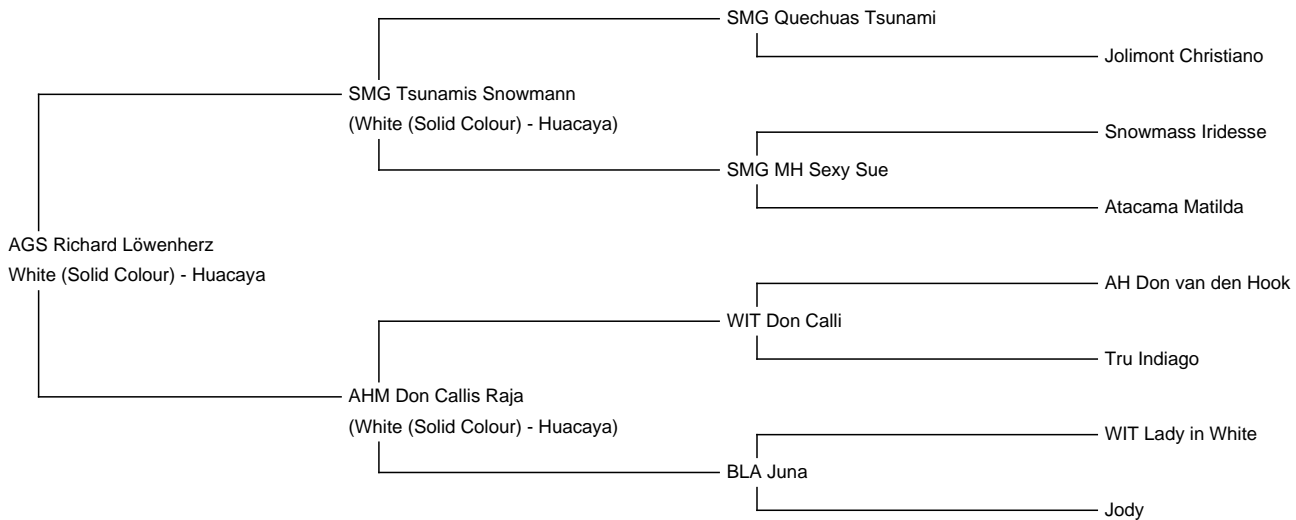 SMG Quechuas Tsunami
Jolimont Christiano
SMG Tsunamis Snowmann
(White (Solid Colour) - Huacaya)
Snowmass Iridesse
SMG MH Sexy Sue
Atacama Matilda
AGS Richard Löwenherz
White (Solid Colour) - Huacaya
AH Don van den Hook
WIT Don Calli
Tru Indiago
AHM Don Callis Raja
(White (Solid Colour) - Huacaya)
WIT Lady in White
BLA Juna
Jody